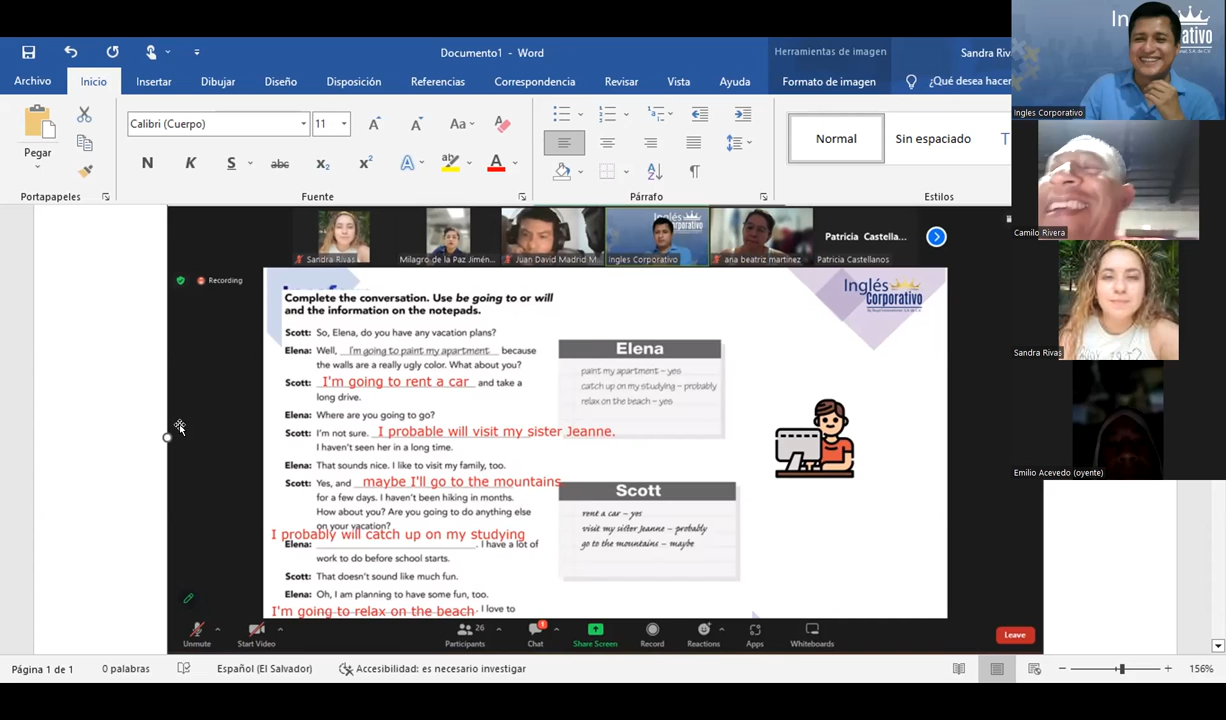 Documento1 - Word
Herramientas de imagen
Sandra Riv
Archivo
Inicio
Insertar
Dibujar
Diseño
Disposición
Referencias
Correspondencia
Revisar
Vista
Ayuda
Formato de imagen
¿Qué desea hacer
Pegar
Calibri (Cuerpo)
11
Aa
N
K
S
abc
x₂
x²
Normal
Sin espaciado
Portapapeles
Fuente
Párrafo
Estilos
Ingles Corporativo
Camilo Rivera
Sandra Rivas
Emilio Acevedo (oyente)
Sandra Rivas
Milagro de la Paz Jimén...
Juan David Madrid M...
Ingles Corporativo
ana beatriz martinez
Patricia Castella...
Patricia Castellanos
Recording
Inglés
Corporativo
Complete the conversation. Use be going to or will
and the information on the notepads.
Scott: So, Elena, do you have any vacation plans?
Elena: Well, I'm going to paint my apartment because
the walls are a really ugly color. What about you?
Scott: I'm going to rent a car and take a
long drive.
Elena: Where are you going to go?
Scott: I'm not sure. I probable will visit my sister Jeanne.
I haven't seen her in a long time.
Elena: That sounds nice. I like to visit my family, too.
Scott: Yes, and maybe I'll go to the mountains
for a few days. I haven't been hiking in months.
How about you? Are you going to do anything else
on your vacation?
I probably will catch up on my studying
Elena: . I have a lot of
work to do before school starts.
Scott: That doesn't sound like much fun.
Elena: Oh, I am planning to have some fun, too.
I'm going to relax on the beach. I love to
Elena
paint my apartment – yes
catch up on my studying – probably
relax on the beach – yes
Scott
rent a car – yes
visit my sister Jeanne – probably
go to the mountains – maybe
Unmute
Start Video
26
Participants
1
Chat
Share Screen
Record
Reactions
Apps
Whiteboards
Leave
Página 1 de 1
0 palabras
Español (El Salvador)
Accesibilidad: es necesario investigar
156%